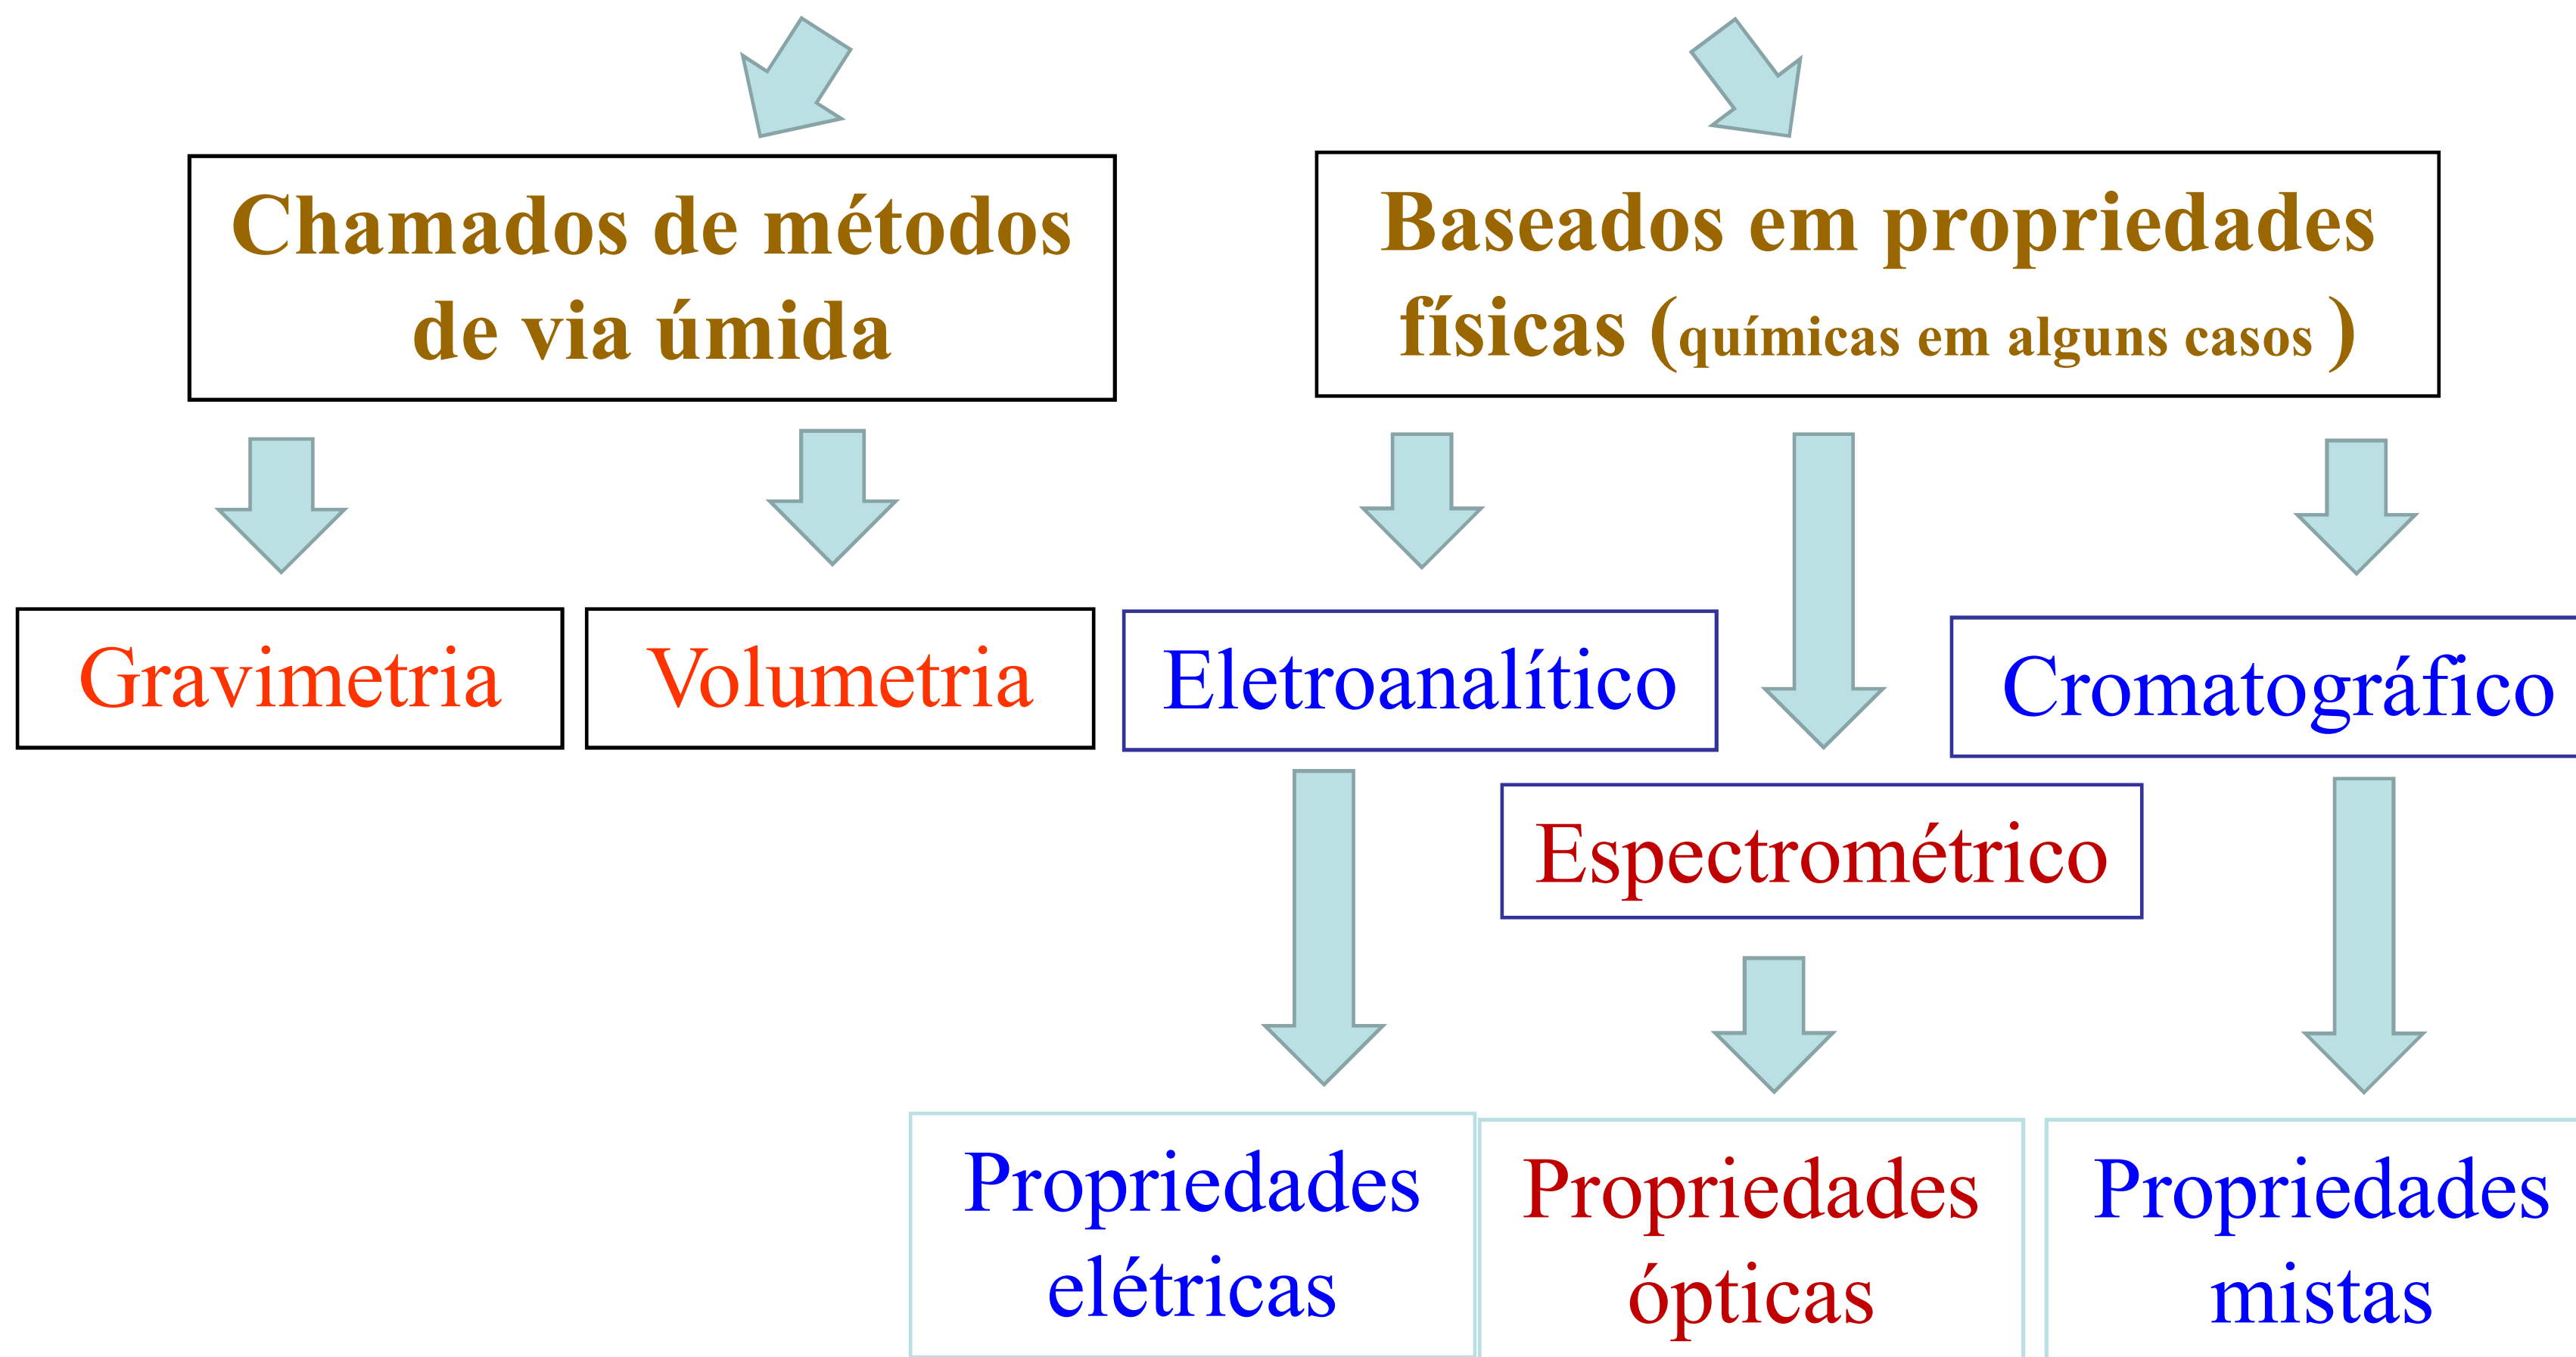 Chamados de métodos
de via úmida
Baseados em propriedades
físicas (químicas em alguns casos )
Gravimetria
Volumetria
Eletroanalítico
Cromatográfico
Espectrométrico
Propriedades
elétricas
Propriedades
ópticas
Propriedades
mistas